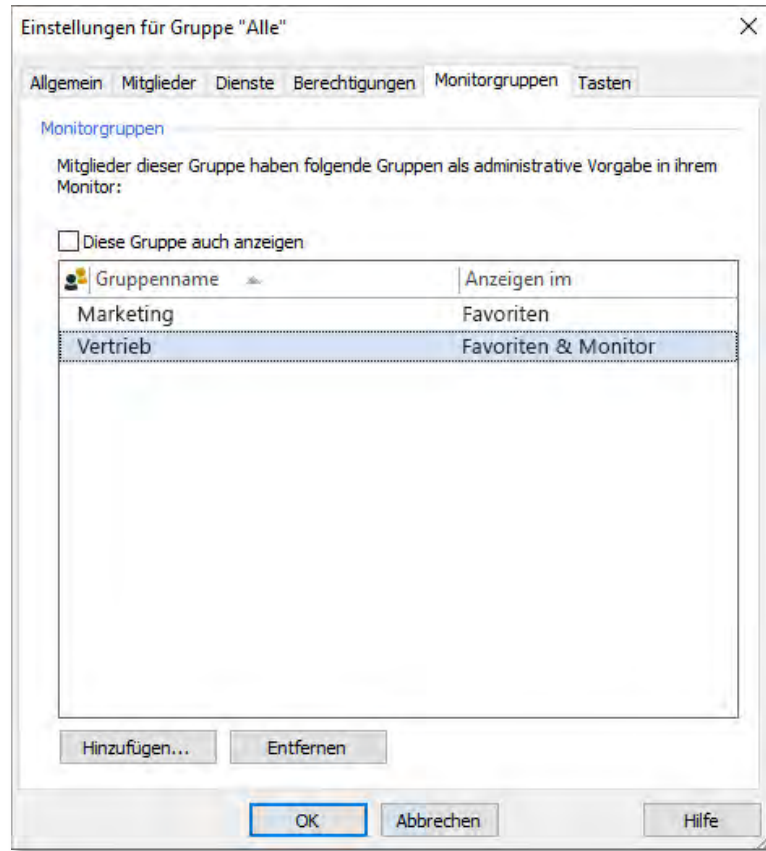 Einstellungen für Gruppe "Alle"
Allgemein Mitglieder Dienste Berechtigungen Monitorgruppen Tasten
Monitorgruppen
Mitglieder dieser Gruppe haben folgende Gruppen als administrative Vorgabe in ihrem
Monitor:
Diese Gruppe auch anzeigen
Gruppenname Anzeigen im
Marketing Favoriten
Vertrieb Favoriten & Monitor
Hinzufügen... Entfernen
OK Abbrechen Hilfe